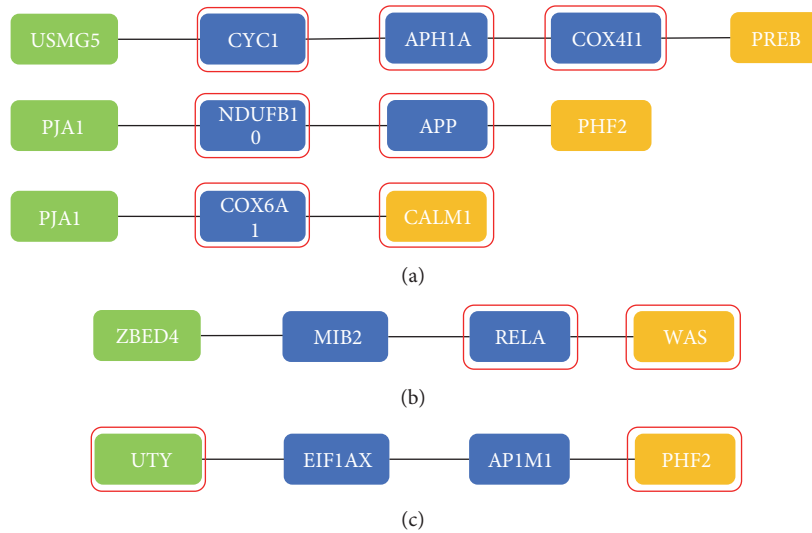 USMG5 CYC1 APH1A COX4I1 PREB
PJA1 NDUFB1 0 APP PHF2
PJA1 COX6A 1 CALM1
(a)
ZBED4 MIB2 RELA WAS
(b)
UTY EIF1AX AP1M1 PHF2
(c)